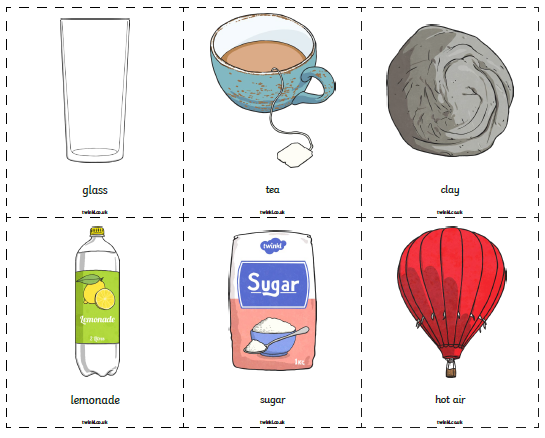 glass
tea
clay
twinkl.co.uk
twinkl.co.uk
twinkl.co.uk
Lemonade
twinkl
Sugar
lemonade
sugar
hot air
twinkl.co.uk
twinkl.co.uk
twinkl.co.uk